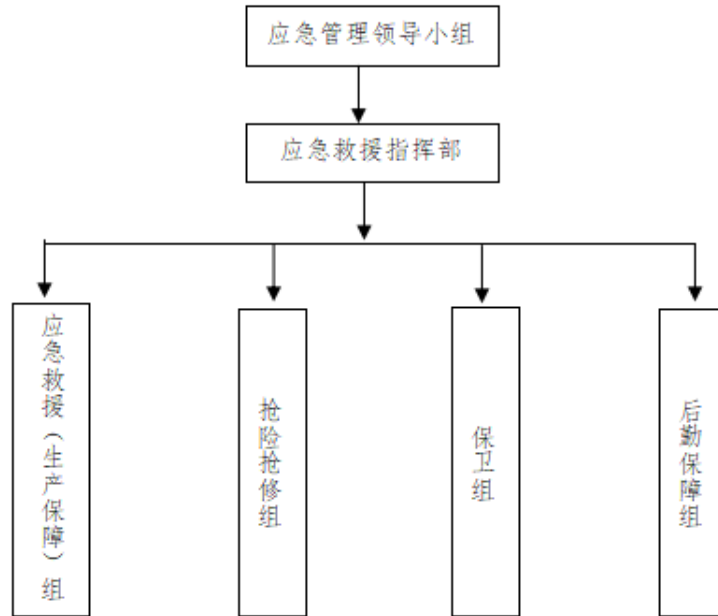 应急管理领导小组
应急救援指挥部
应急救援（生产保障）组
抢险抢修组
保卫组
后勤保障组